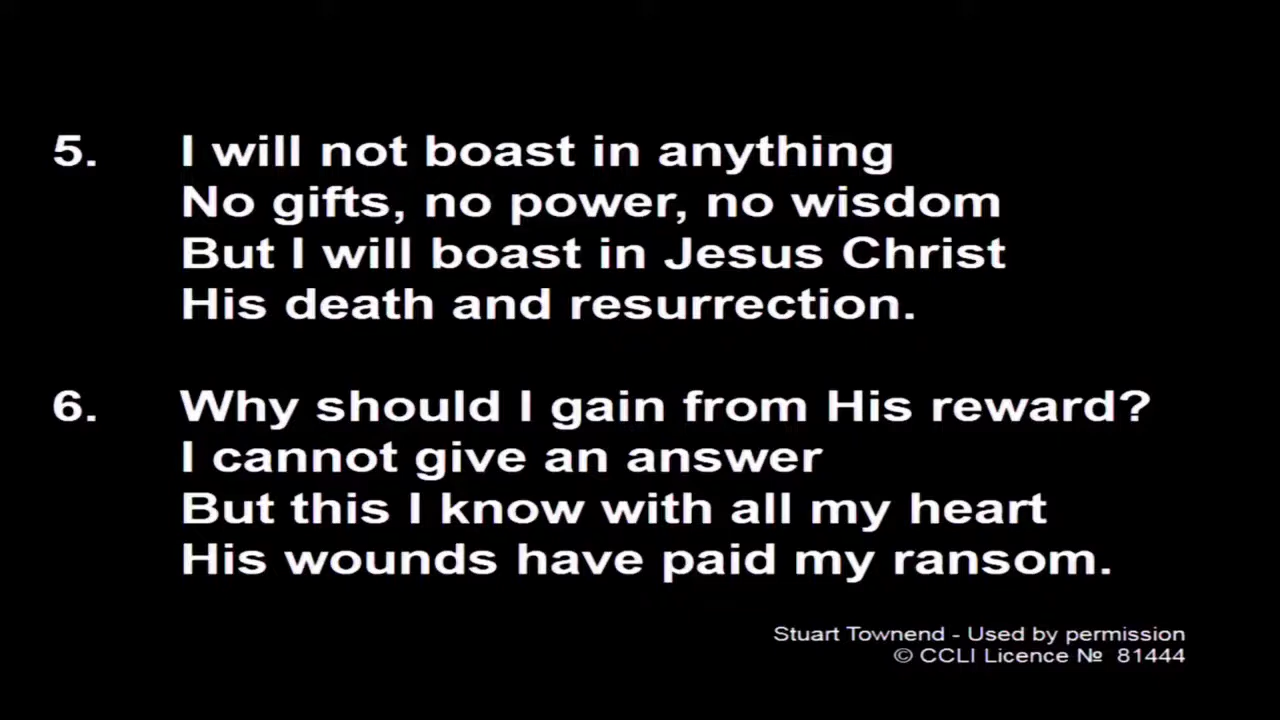 5. I will not boast in anything
No gifts, no power, no wisdom
But I will boast in Jesus Christ
His death and resurrection.
6. Why should I gain from His reward?
I cannot give an answer
But this I know with all my heart
His wounds have paid my ransom.
Stuart Townend - Used by permission
© CCLI Licence № 81444